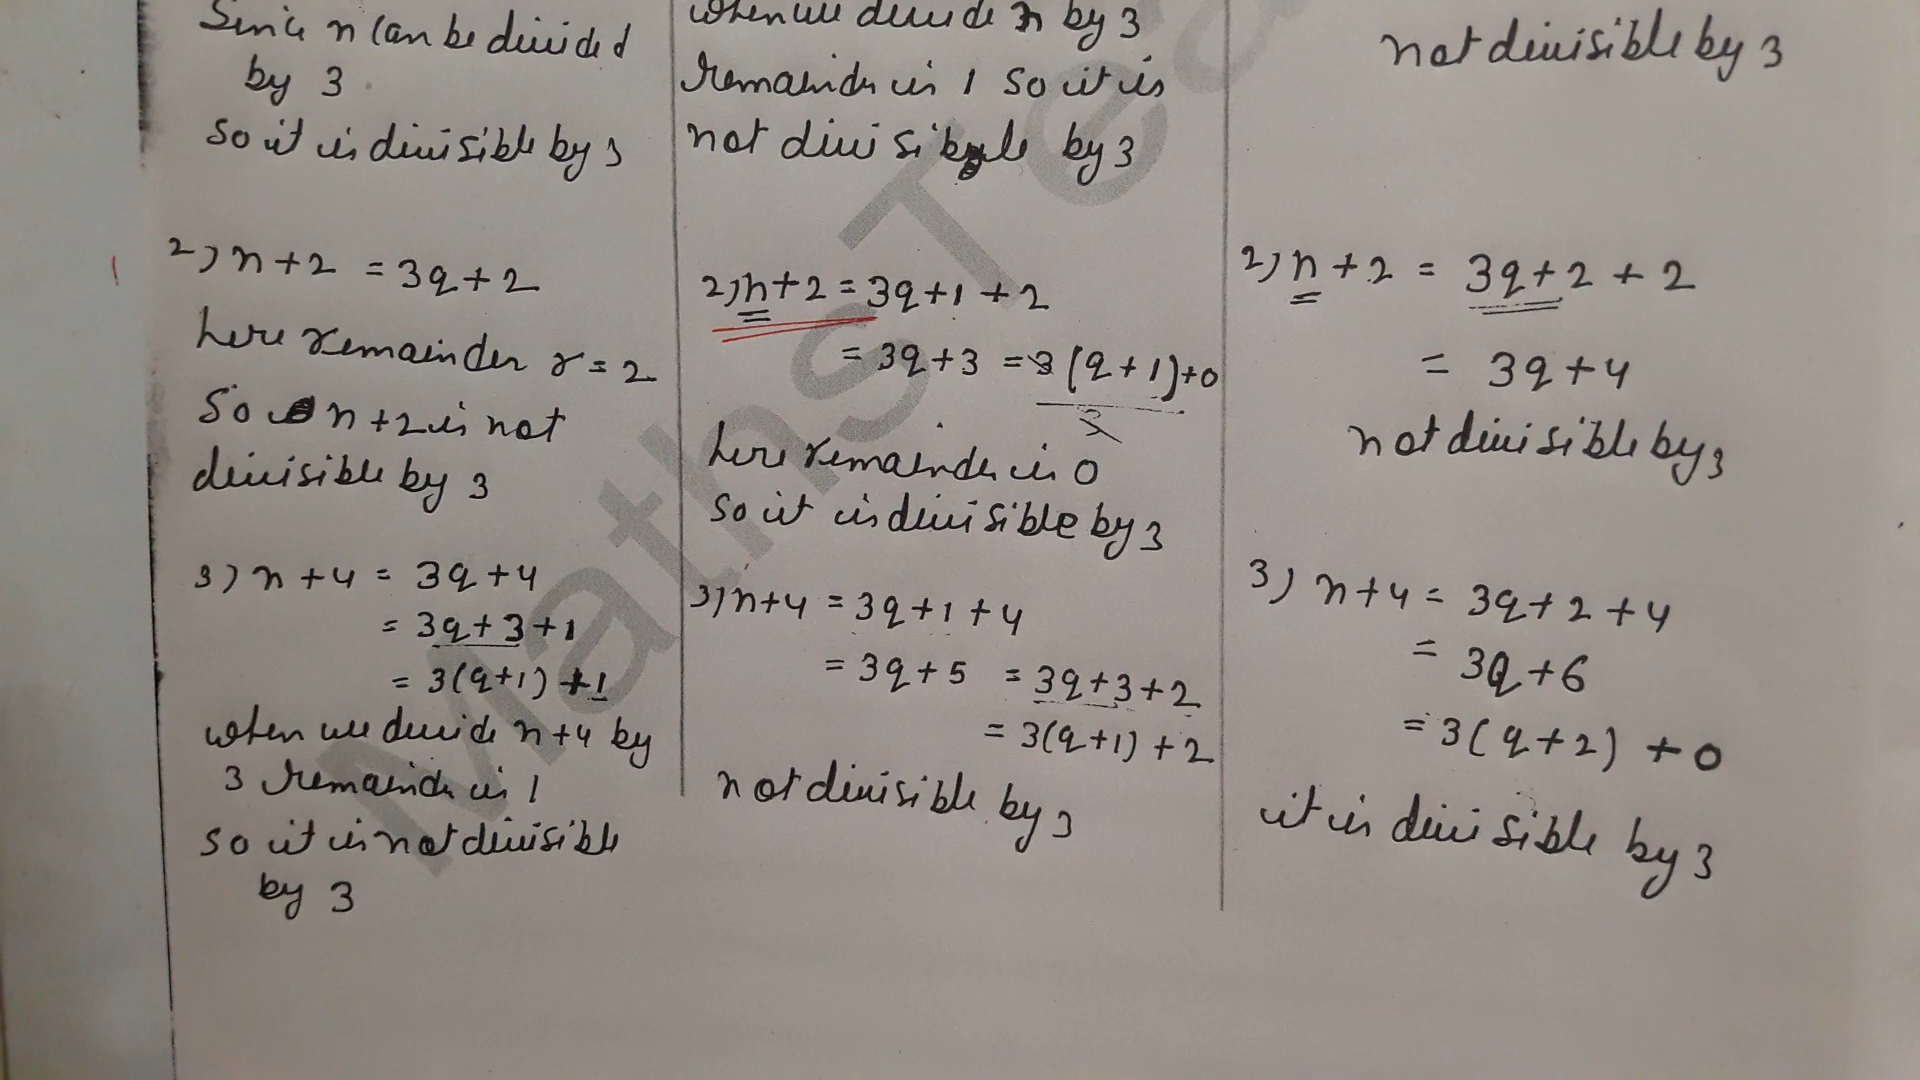 Since n can be divided
by 3
so it is divisible by 3
2) n+2 = 3q+2
here remainder r = 2
So n+2 is not
divisible by 3
3) n+4 = 3q+4
= 3q+3+1
= 3(q+1)+1
when we divide n+4 by
3 remainder is 1
so it is not divisible
by 3
when we divide n by 3
remainder is 1 so it is
not divisible by 3
2) n+2 = 3q+1+2
= 3q+3 = 3(q+1)+0
3
here remainder is 0
so it is divisible by 3
3) n+4 = 3q+1+4
= 3q+5 = 3q+3+2
= 3(q+1)+2
not divisible by 3
not divisible by 3
2) n+2 = 3q+2+2
= 3q+4
not divisible by 3
3) n+4 = 3q+2+4
= 3q+6
= 3(q+2)+0
it is divisible by 3
Maths Tea